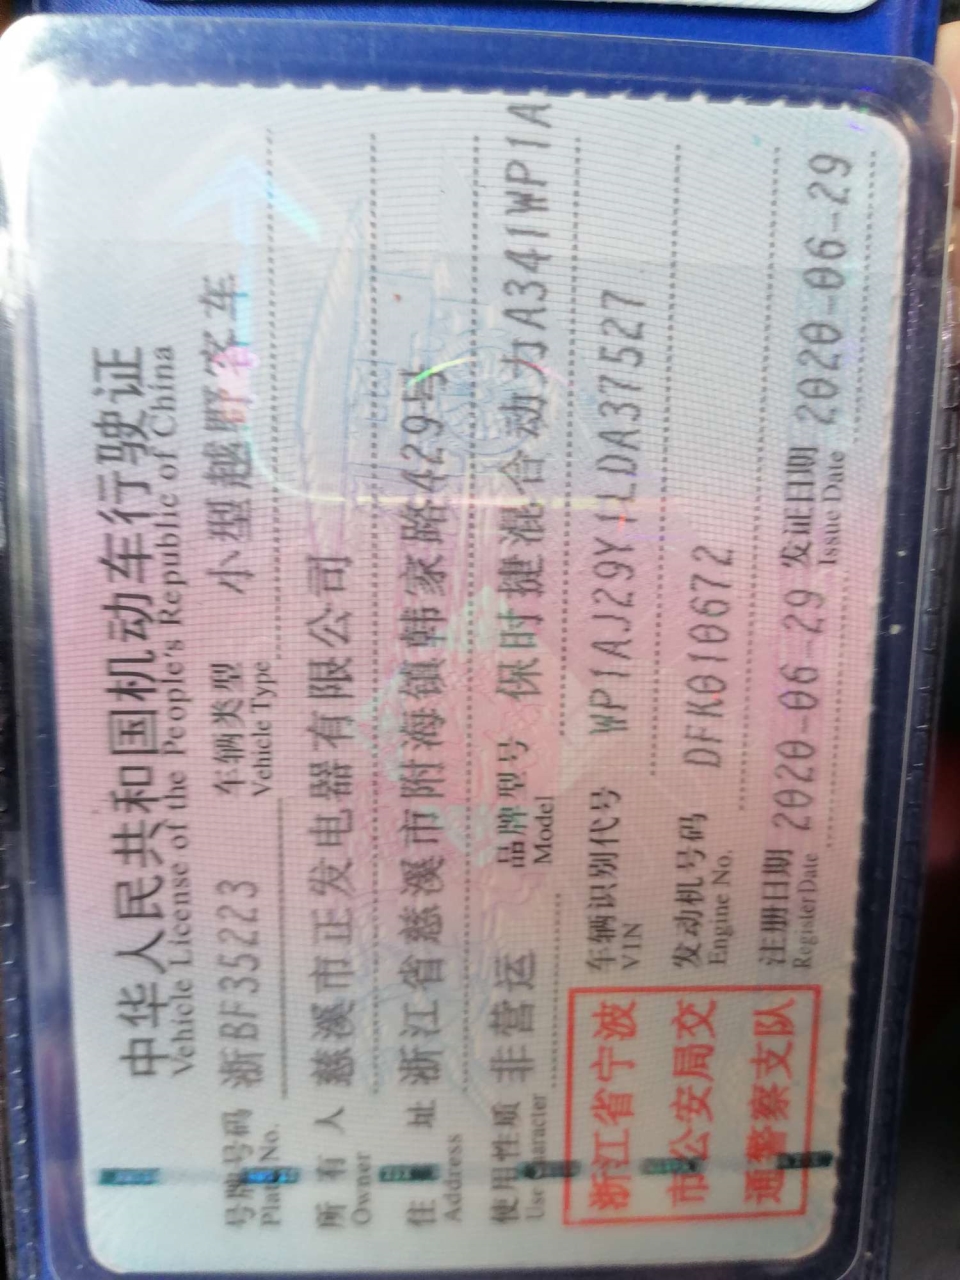 中华人民共和国机动车行驶证
Vehicle License of the People's Republic of China
号牌号码 浙BF35223 车辆类型 小型越野客车
Plate No. Vehicle Type
所有人 慈溪市正发电器有限公司
Owner
住址 浙江省慈溪市附海镇韩家路429号
Address
使用性质 非营运 品牌型号 保时捷混合动力A341WP1A
Use Character Model
车辆识别代号 WP1AJ29Y1LDA37527
VIN
发动机号码 DFK010672
Engine No.
注册日期 2020-06-29 发证日期 2020-06-29
Register Date Issue Date
浙江省宁波
市公安局交
通警察支队